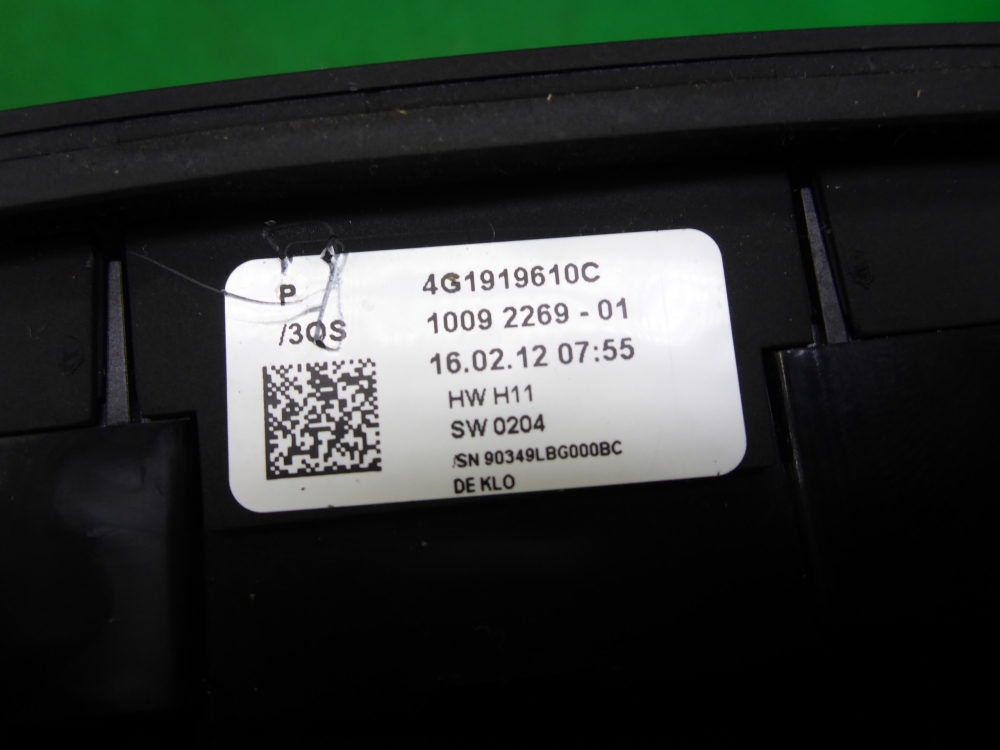 P
4G1919610C
/3QS
1009 2269 - 01
16.02.12 07:55
HW H11
SW 0204
/SN 90349LBG000BC
DE KLO